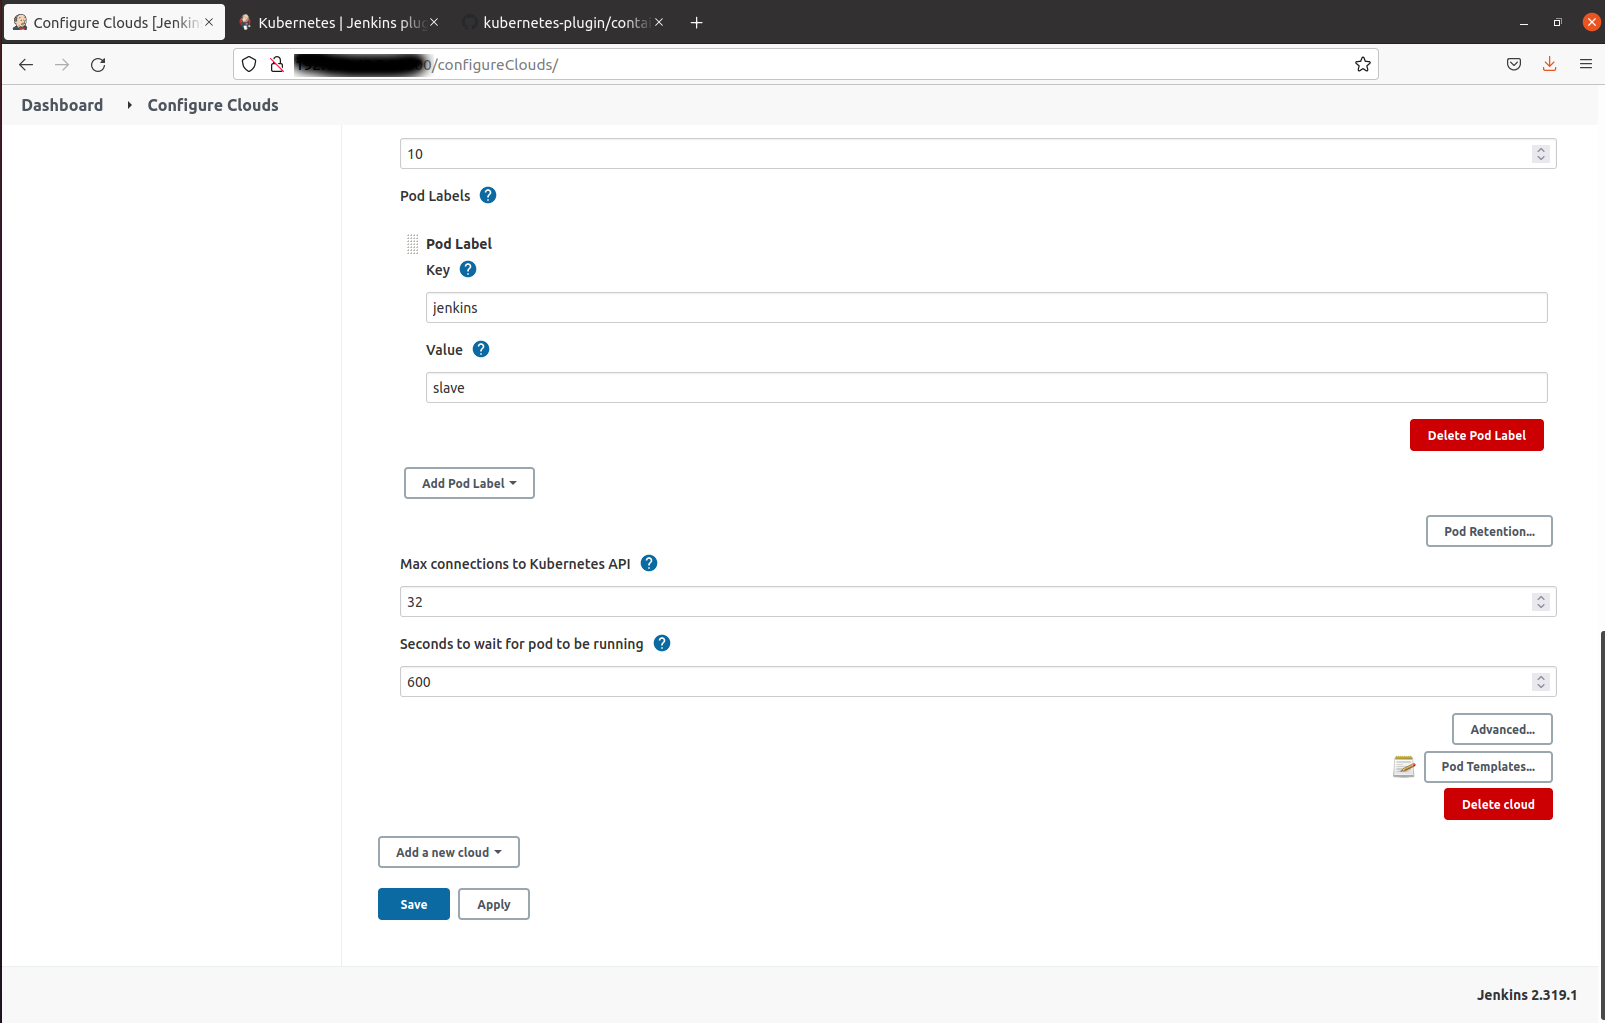 Configure Clouds [Jenkin
Kubernetes | Jenkins plug
kubernetes-plugin/conta
0/configureClouds/
Dashboard
Configure Clouds
10
Pod Labels ?
Pod Label
Key ?
jenkins
Value ?
slave
Delete Pod Label
Add Pod Label
Pod Retention...
Max connections to Kubernetes API ?
32
Seconds to wait for pod to be running ?
600
Advanced...
Pod Templates...
Delete cloud
Add a new cloud
Save
Apply
Jenkins 2.319.1